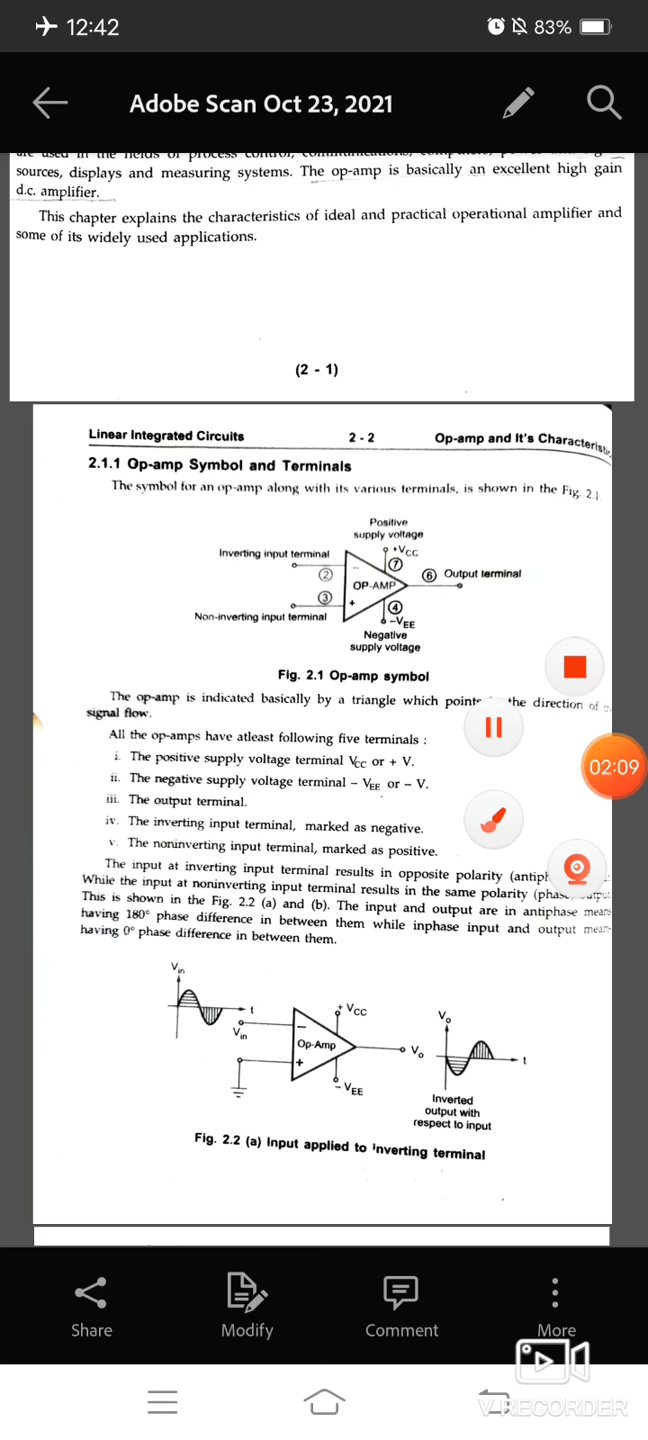 12:42
83%
Adobe Scan Oct 23, 2021
are used in the fields of process control, communications,
sources, displays and measuring systems. The op-amp is basically an excellent high gain
d.c. amplifier.
This chapter explains the characteristics of ideal and practical operational amplifier and
some of its widely used applications.
(2 - 1)
Linear Integrated Circuits 2 - 2 Op-amp and It's
2.1.1 Op-amp Symbol and Terminals
The symbol for an op-amp along with its various terminals, is shown in the Fig. 2.1
Positive
supply voltage
+VCC
Inverting input terminal
7
2
−
OP-AMP
6 Output terminal
3
+
4
Non-inverting input terminal
−VEE
Negative
supply voltage
Fig. 2.1 Op-amp symbol
The op-amp is indicated basically by a triangle which the direction of
signal flow.
All the op-amps have atleast following five terminals :
i. The positive supply voltage terminal VCC or + V.
ii. The negative supply voltage terminal − VEE or − V.
iii. The output terminal.
iv. The inverting input terminal, marked as negative.
v. The noninverting input terminal, marked as positive.
The input at inverting input terminal results in opposite polarity
While the input at noninverting input terminal results in the same polarity
This is shown in the Fig. 2.2 (a) and (b). The input and output are in antiphase
having 180° phase difference in between them while inphase input and output
having 0° phase difference in between them.
Vin
t
Vin
−
+ VCC
Op-Amp
+
− VEE
Vo
Vo
t
Inverted
output with
respect to input
Fig. 2.2 (a) Input applied to inverting terminal
02:09
Share
Modify
Comment
More
V RECORDER